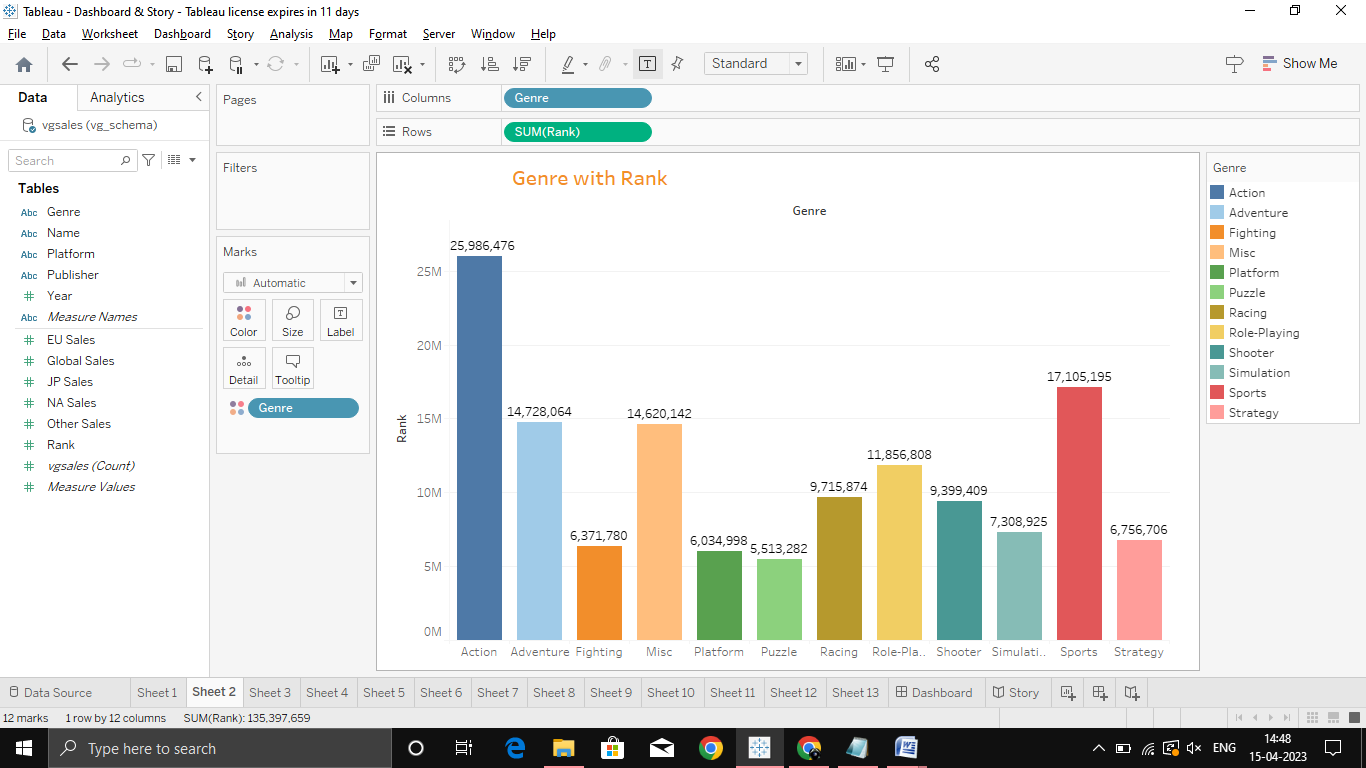 Tableau - Dashboard & Story - Tableau license expires in 11 days
File Data Worksheet Dashboard Story Analysis Map Format Server Window Help
Standard
Show Me
Data Analytics
vgsales (vg_schema)
Search
Tables
Abc Genre
Abc Name
Abc Platform
Abc Publisher
# Year
Abc Measure Names
# EU Sales
# Global Sales
# JP Sales
# NA Sales
# Other Sales
# Rank
# vgsales (Count)
# Measure Values
Pages
Filters
Marks
Automatic
Color Size Label
Detail Tooltip
Genre
Columns Genre
Rows SUM(Rank)
Genre with Rank
Genre
Rank
25M
20M
15M
10M
5M
0M
25,986,476
14,728,064
6,371,780
14,620,142
6,034,998
5,513,282
9,715,874
11,856,808
9,399,409
7,308,925
17,105,195
6,756,706
Action Adventure Fighting Misc Platform Puzzle Racing Role-Pla.. Shooter Simulati.. Sports Strategy
Genre
Action
Adventure
Fighting
Misc
Platform
Puzzle
Racing
Role-Playing
Shooter
Simulation
Sports
Strategy
Data Source Sheet 1 Sheet 2 Sheet 3 Sheet 4 Sheet 5 Sheet 6 Sheet 7 Sheet 8 Sheet 9 Sheet 10 Sheet 11 Sheet 12 Sheet 13 Dashboard Story
12 marks 1 row by 12 columns SUM(Rank): 135,397,659
Type here to search
ENG
14:48
15-04-2023